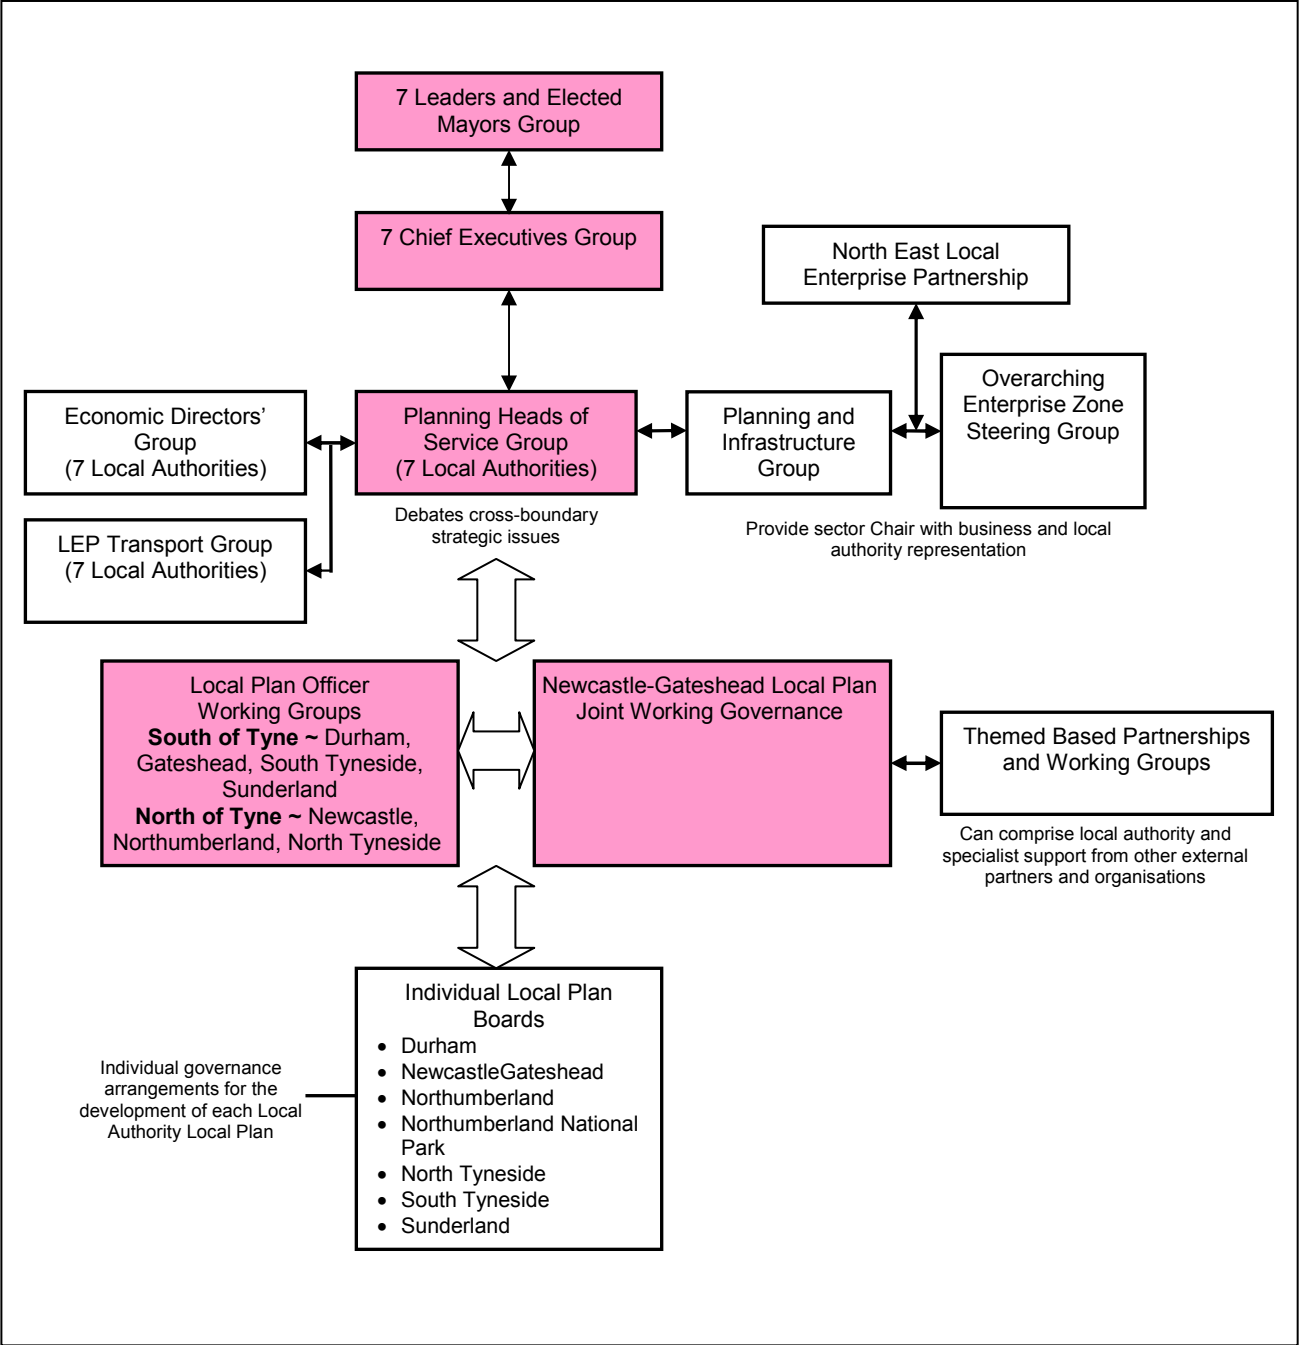 7 Leaders and Elected
Mayors Group
7 Chief Executives Group
North East Local
Enterprise Partnership
Economic Directors’
Group
(7 Local Authorities)
Planning Heads of
Service Group
(7 Local Authorities)
Planning and
Infrastructure
Group
Overarching
Enterprise Zone
Steering Group
LEP Transport Group
(7 Local Authorities)
Debates cross-boundary
strategic issues
Provide sector Chair with business and local
authority representation
Local Plan Officer
Working Groups
South of Tyne ~ Durham,
Gateshead, South Tyneside,
Sunderland
North of Tyne ~ Newcastle,
Northumberland, North Tyneside
Newcastle-Gateshead Local Plan
Joint Working Governance
Themed Based Partnerships
and Working Groups
Can comprise local authority and
specialist support from other external
partners and organisations
Individual Local Plan
Boards
• Durham
• NewcastleGateshead
• Northumberland
• Northumberland National
Park
• North Tyneside
• South Tyneside
• Sunderland
Individual governance
arrangements for the
development of each Local
Authority Local Plan